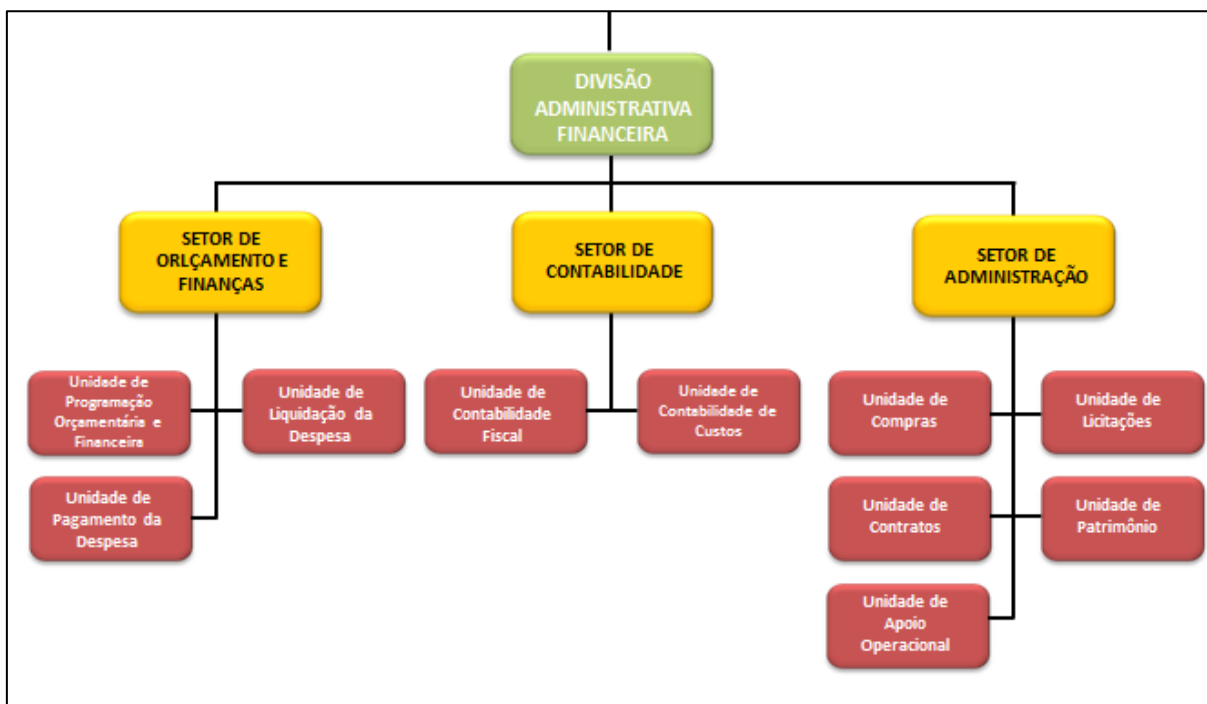 DIVISÃO
ADMINISTRATIVA
FINANCEIRA
SETOR DE
ORLÇAMENTO E
FINANÇAS
SETOR DE
CONTABILIDADE
SETOR DE
ADMINISTRAÇÃO
Unidade de
Programação
Orçamentária e
Financeira
Unidade de
Liquidação da
Despesa
Unidade de
Pagamento da
Despesa
Unidade de
Contabilidade
Fiscal
Unidade de
Contabilidade de
Custos
Unidade de
Compras
Unidade de
Licitações
Unidade de
Contratos
Unidade de
Patrimônio
Unidade de
Apoio
Operacional